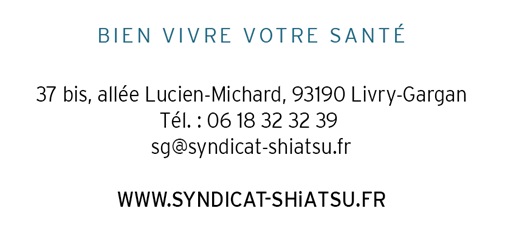 BIEN VIVRE VOTRE SANTÉ
37 bis, allée Lucien-Michard, 93190 Livry-Gargan
Tél. : 06 18 32 32 39
sg@syndicat-shiatsu.fr
WWW.SYNDICAT-SHiATSU.FR